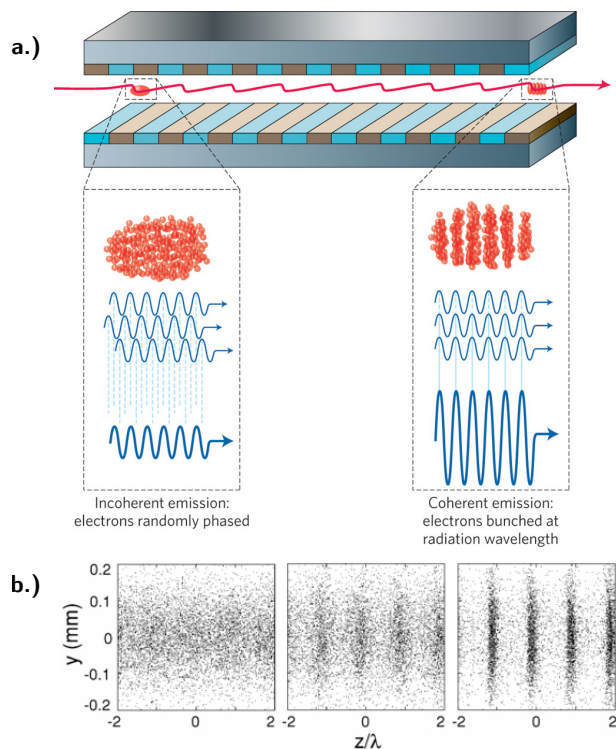 a.)
Incoherent emission:
electrons randomly phased
Coherent emission:
electrons bunched at
radiation wavelength
b.)
y (mm)
0.2
0.1
0
-0.1
-0.2
-2 0 2 -2 0 2 -2 0 2
z/λ